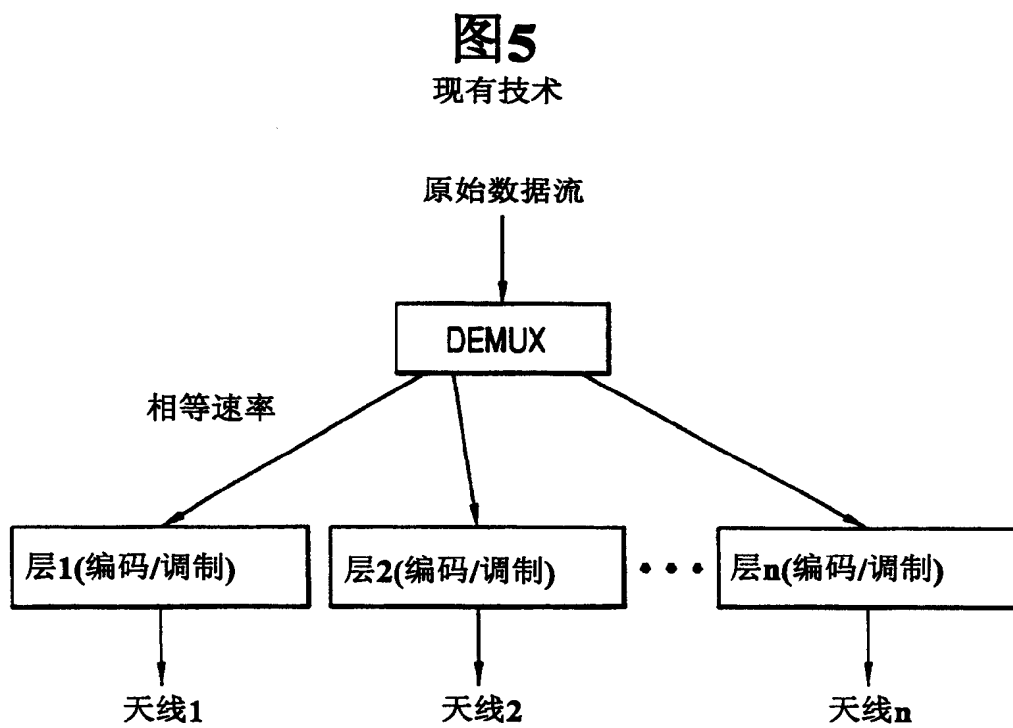 图5
现有技术
原始数据流
DEMUX
相等速率
层1(编码/调制)
层2(编码/调制)
•••
层n(编码/调制)
天线1
天线2
天线n